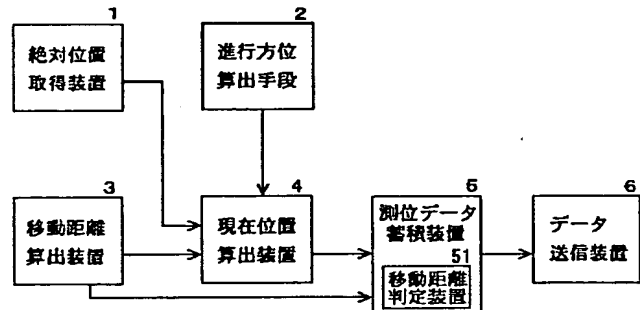 1
絶対位置
取得装置
2
進行方位
算出手段
3
移動距離
算出装置
4
現在位置
算出装置
5
測位データ
蓄積装置
51
移動距離
判定装置
6
データ
送信装置